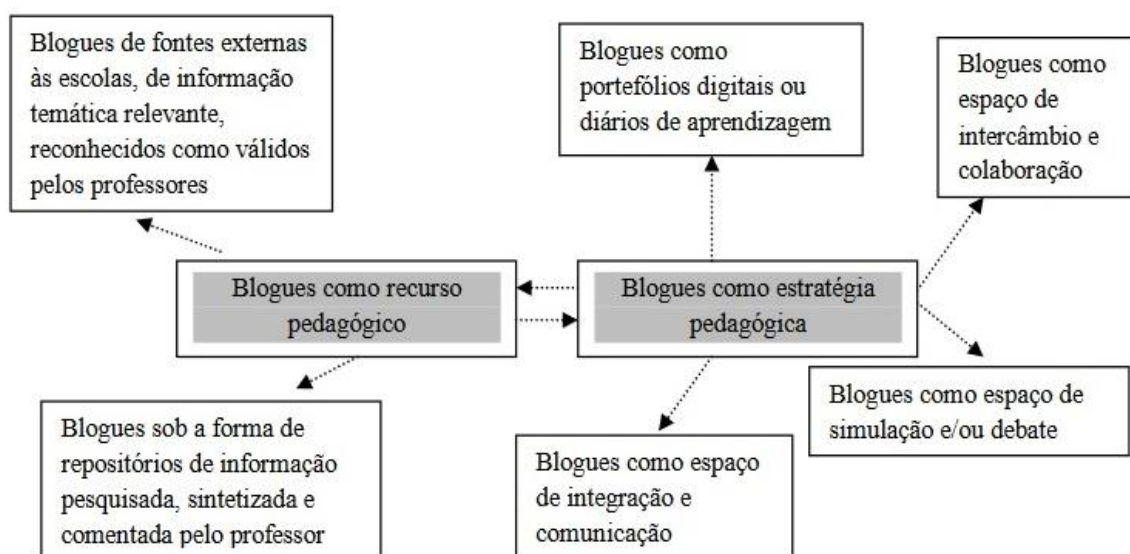 Blogues de fontes externas
às escolas, de informação
temática relevante,
reconhecidos como válidos
pelos professores
Blogues como
portefólios digitais ou
diários de aprendizagem
Blogues como
espaço de
intercâmbio e
colaboração
Blogues como recurso
pedagógico
Blogues como estratégia
pedagógica
Blogues sob a forma de
repositórios de informação
pesquisada, sintetizada e
comentada pelo professor
Blogues como espaço
de integração e
comunicação
Blogues como espaço de
simulação e/ou debate